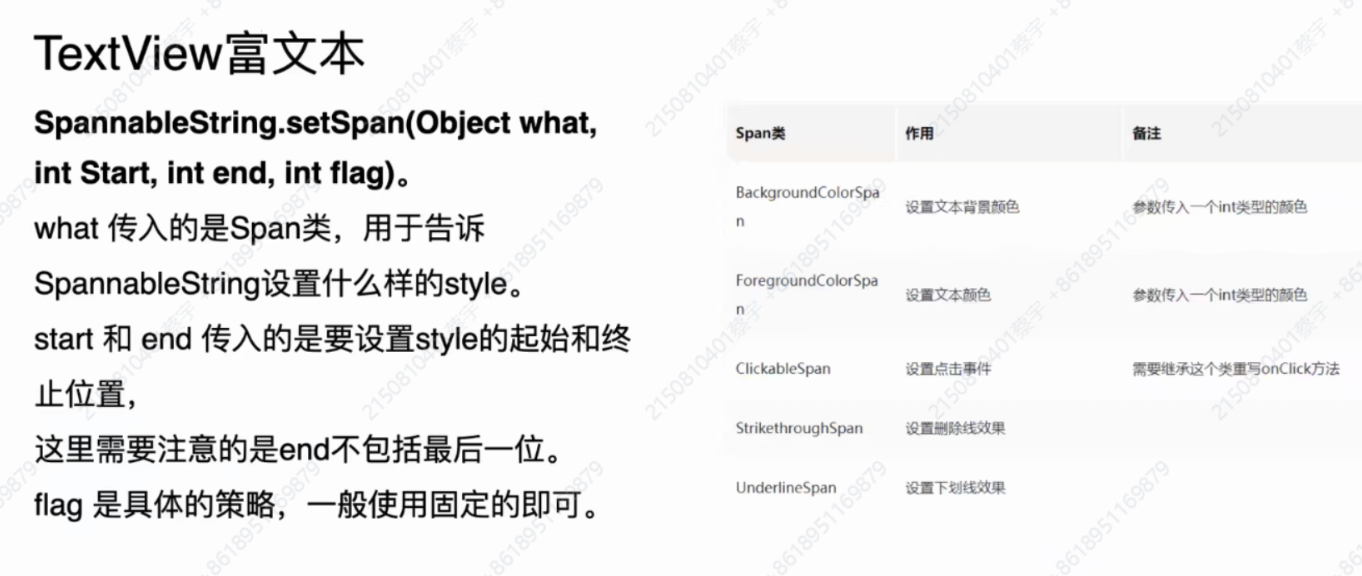 TextView富文本
SpannableString.setSpan(Object what,
int Start, int end, int flag)。
what 传入的是Span类，用于告诉
SpannableString设置什么样的style。
start 和 end 传入的是要设置style的起始和终
止位置，
这里需要注意的是end不包括最后一位。
flag 是具体的策略，一般使用固定的即可。
Span类 作用 备注
BackgroundColorSpa
n
设置文本背景颜色 参数传入一个int类型的颜色
ForegroundColorSpa
n
设置文本颜色 参数传入一个int类型的颜色
ClickableSpan 设置点击事件 需要继承这个类重写onClick方法
StrikethroughSpan 设置删除线效果
UnderlineSpan 设置下划线效果
2150810401蔡宇 +8618951169879